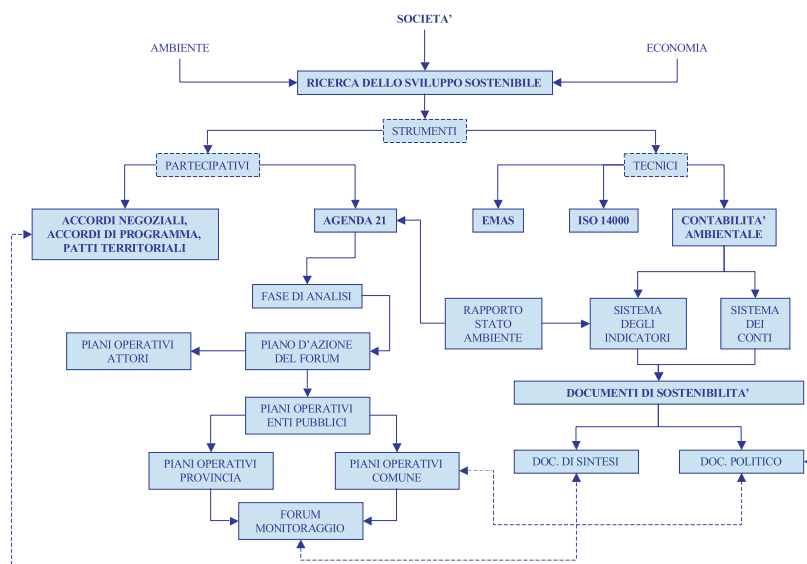 SOCIETA'
AMBIENTE
ECONOMIA
RICERCA DELLO SVILUPPO SOSTENIBILE
STRUMENTI
PARTECIPATIVI
TECNICI
ACCORDI NEGOZIALI,
ACCORDI DI PROGRAMMA,
PATTI TERRITORIALI
AGENDA 21
EMAS
ISO 14000
CONTABILITA'
AMBIENTALE
FASE DI ANALISI
RAPPORTO
STATO
AMBIENTE
SISTEMA
DEGLI
INDICATORI
SISTEMA
DEI
CONTI
PIANI OPERATIVI
ATTORI
PIANO D'AZIONE
DEL FORUM
DOCUMENTI DI SOSTENIBILITA'
PIANI OPERATIVI
ENTI PUBBLICI
PIANI OPERATIVI
PROVINCIA
PIANI OPERATIVI
COMUNE
DOC. DI SINTESI
DOC. POLITICO
FORUM
MONITORAGGIO